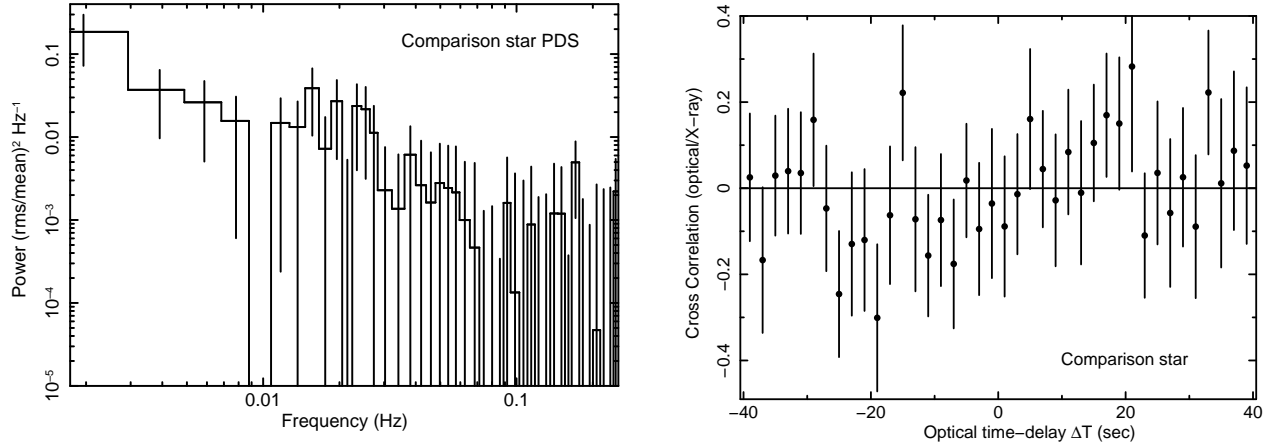 Comparison star PDS
Power (rms/mean)² Hz⁻¹
0.1
0.01
10⁻³
10⁻⁴
10⁻⁵
0.01
0.1
Frequency (Hz)
Cross Correlation (optical/X−ray)
0.4
0.2
0
−0.2
−0.4
Comparison star
−40
−20
0
20
40
Optical time−delay ΔT (sec)